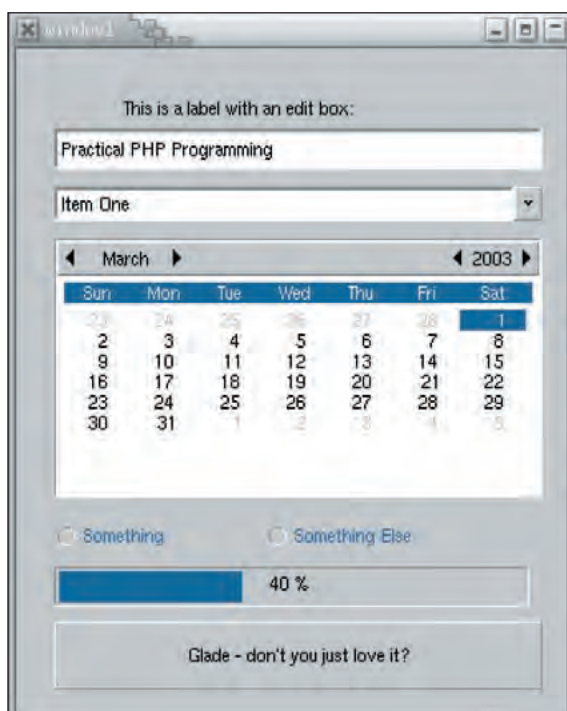 window1
This is a label with an edit box:
Practical PHP Programming
Item One
March 2003
Sun Mon Tue Wed Thu Fri Sat
23 24 25 26 27 28 1
2 3 4 5 6 7 8
9 10 11 12 13 14 15
16 17 18 19 20 21 22
23 24 25 26 27 28 29
30 31 1 2 3 4 5
Something Something Else
40 %
Glade - don't you just love it?